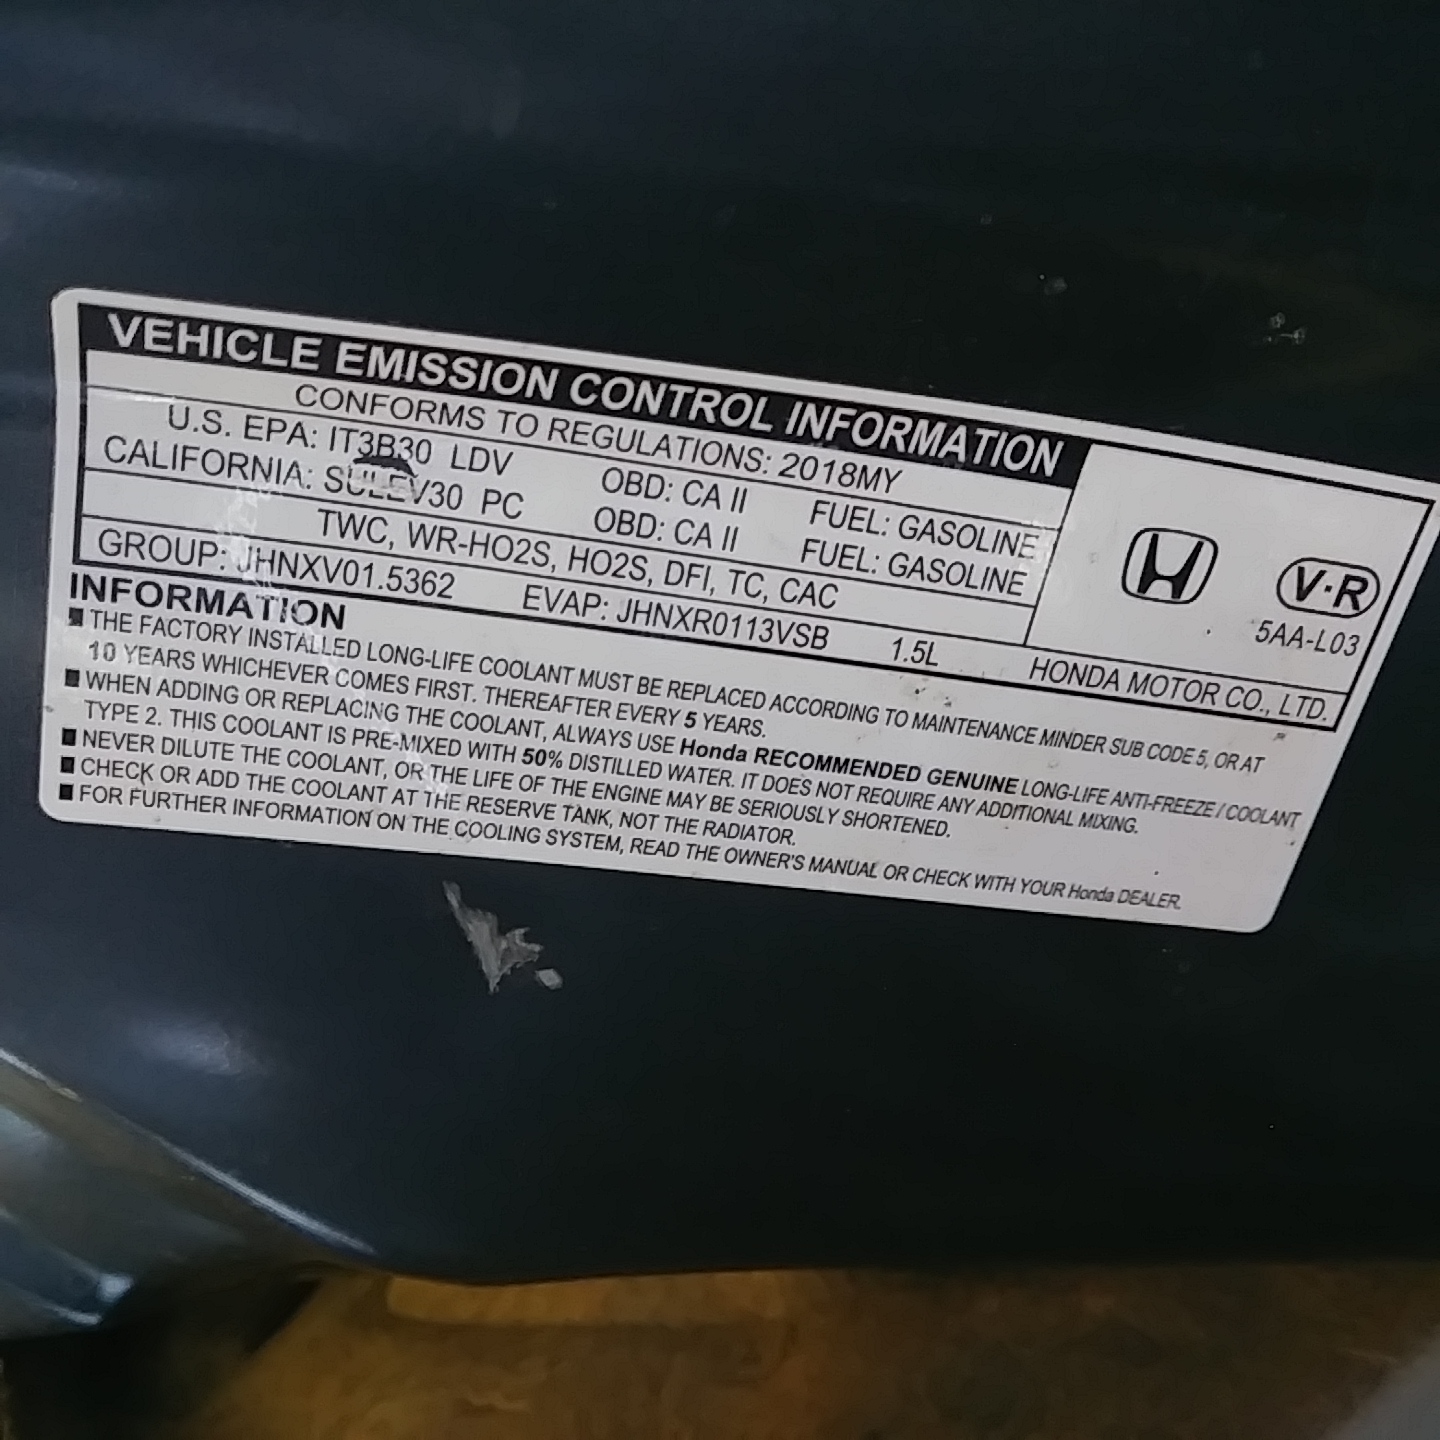 VEHICLE EMISSION CONTROL INFORMATION
CONFORMS TO REGULATIONS: 2018MY
U.S. EPA: IT3B30 LDV OBD: CA II FUEL: GASOLINE
CALIFORNIA: SULEV30 PC OBD: CA II FUEL: GASOLINE
TWC, WR-HO2S, HO2S, DFI, TC, CAC
GROUP: JHNXV01.5362 EVAP: JHNXR0113VSB 1.5L HONDA MOTOR CO., LTD.
V·R
5AA-L03
INFORMATION
■ THE FACTORY INSTALLED LONG-LIFE COOLANT MUST BE REPLACED ACCORDING TO MAINTENANCE MINDER SUB CODE 5, OR AT
10 YEARS WHICHEVER COMES FIRST. THEREAFTER EVERY 5 YEARS.
■ WHEN ADDING OR REPLACING THE COOLANT, ALWAYS USE Honda RECOMMENDED GENUINE LONG-LIFE ANTI-FREEZE / COOLANT
TYPE 2. THIS COOLANT IS PRE-MIXED WITH 50% DISTILLED WATER. IT DOES NOT REQUIRE ANY ADDITIONAL MIXING.
■ NEVER DILUTE THE COOLANT, OR THE LIFE OF THE ENGINE MAY BE SERIOUSLY SHORTENED.
■ CHECK OR ADD THE COOLANT AT THE RESERVE TANK, NOT THE RADIATOR.
■ FOR FURTHER INFORMATION ON THE COOLING SYSTEM, READ THE OWNER'S MANUAL OR CHECK WITH YOUR Honda DEALER.